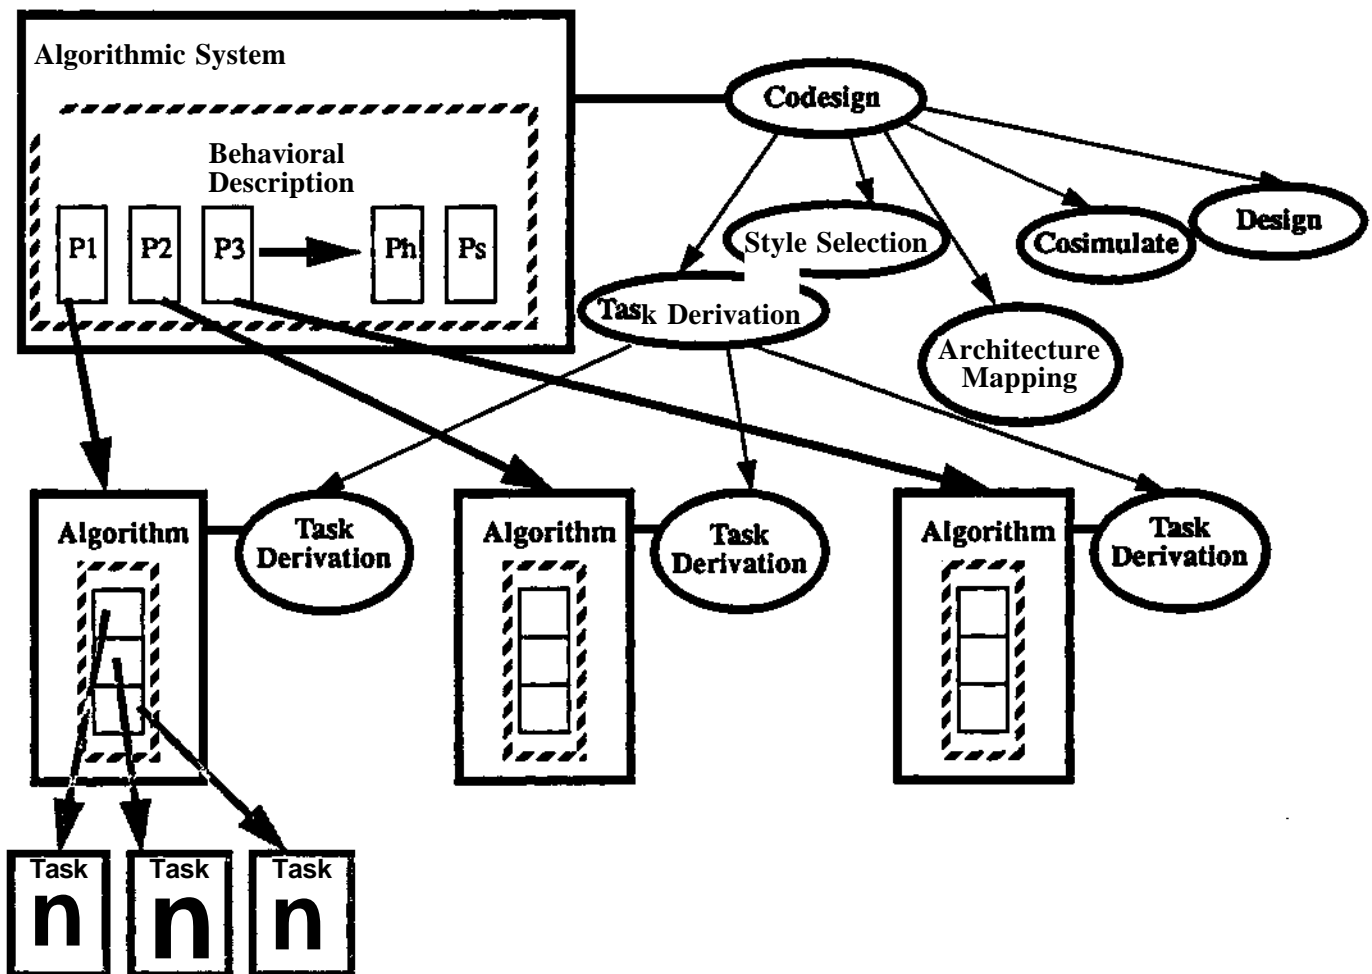 Algorithmic System
Codesign
Behavioral
Description
P1
P2
P3
Ph
Ps
Style Selection
Cosimulate
Design
Task Derivation
Architecture
Mapping
Algorithm
Task
Derivation
Algorithm
Task
Derivation
Algorithm
Task
Derivation
Task
n
Task
n
Task
n